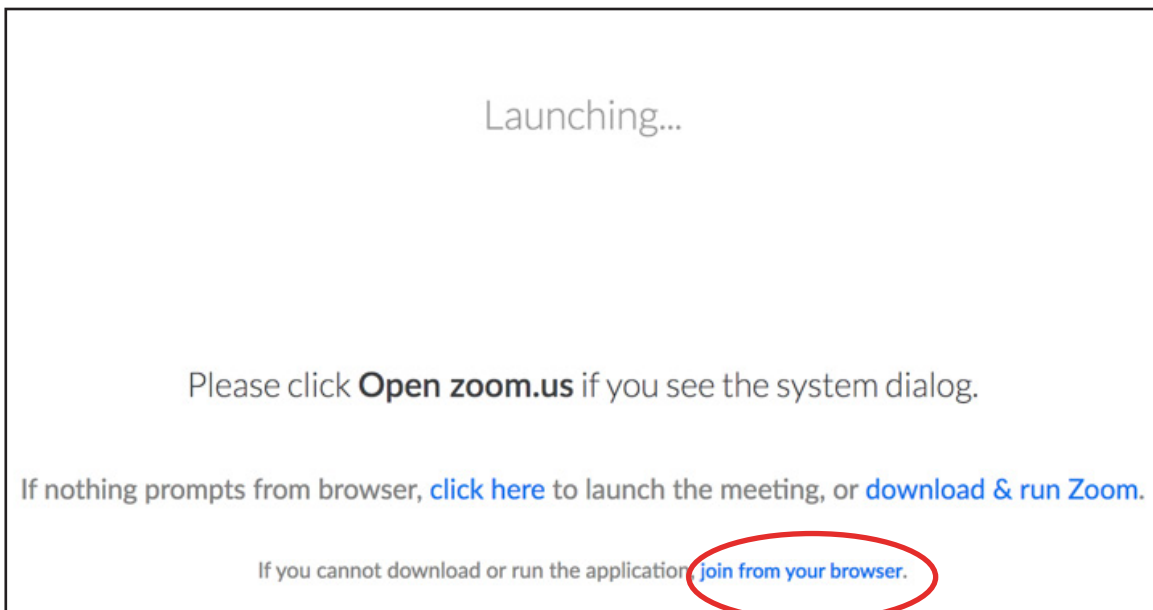 Launching...
Please click Open zoom.us if you see the system dialog.
If nothing prompts from browser, click here to launch the meeting, or download & run Zoom.
If you cannot download or run the application, join from your browser.